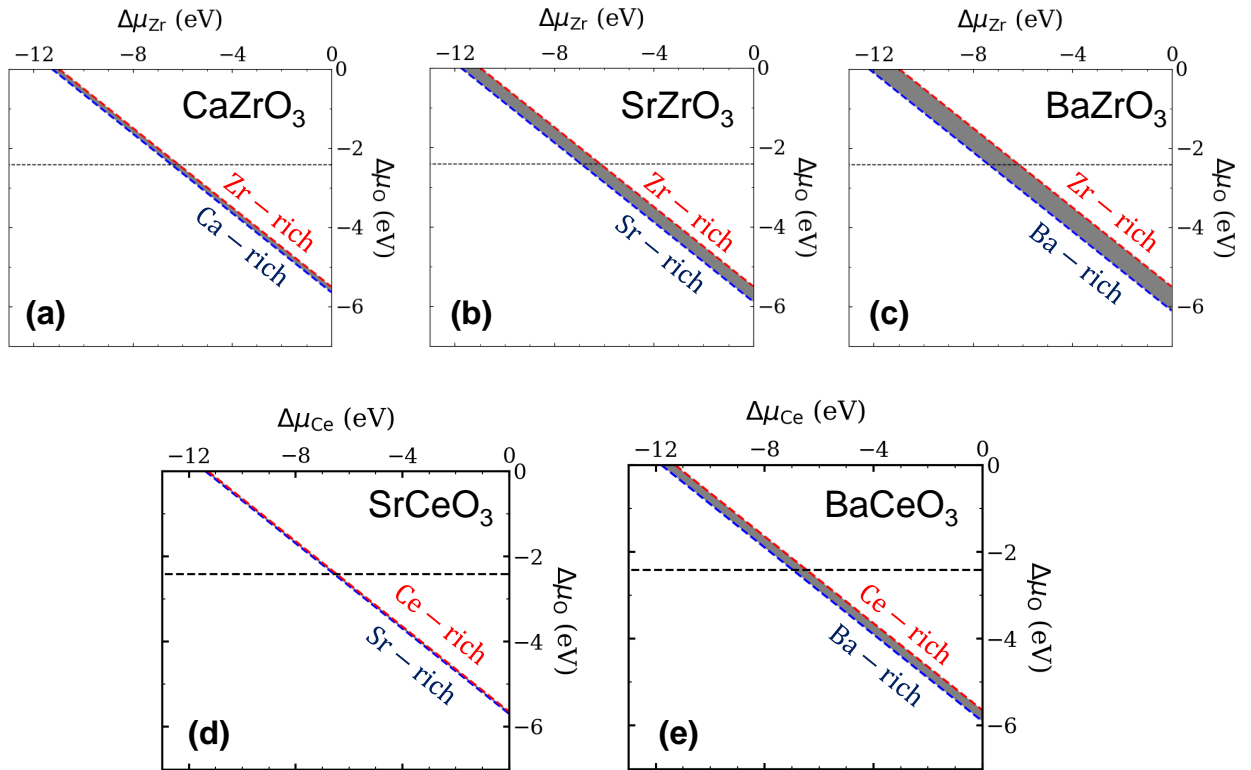 Δμ_Zr (eV)
−12 −8 −4 0
0
CaZrO₃
−2
Δμ_O (eV)
Zr − rich
Ca − rich
−4
−6
(a)
Δμ_Zr (eV)
−12 −8 −4 0
0
SrZrO₃
−2
Δμ_O (eV)
Zr − rich
Sr − rich
−4
−6
(b)
Δμ_Zr (eV)
−12 −8 −4 0
0
BaZrO₃
−2
Δμ_O (eV)
Zr − rich
Ba − rich
−4
−6
(c)
Δμ_Ce (eV)
−12 −8 −4 0
0
SrCeO₃
−2
Δμ_O (eV)
Ce − rich
Sr − rich
−4
−6
(d)
Δμ_Ce (eV)
−12 −8 −4 0
0
BaCeO₃
−2
Δμ_O (eV)
Ce − rich
Ba − rich
−4
−6
(e)